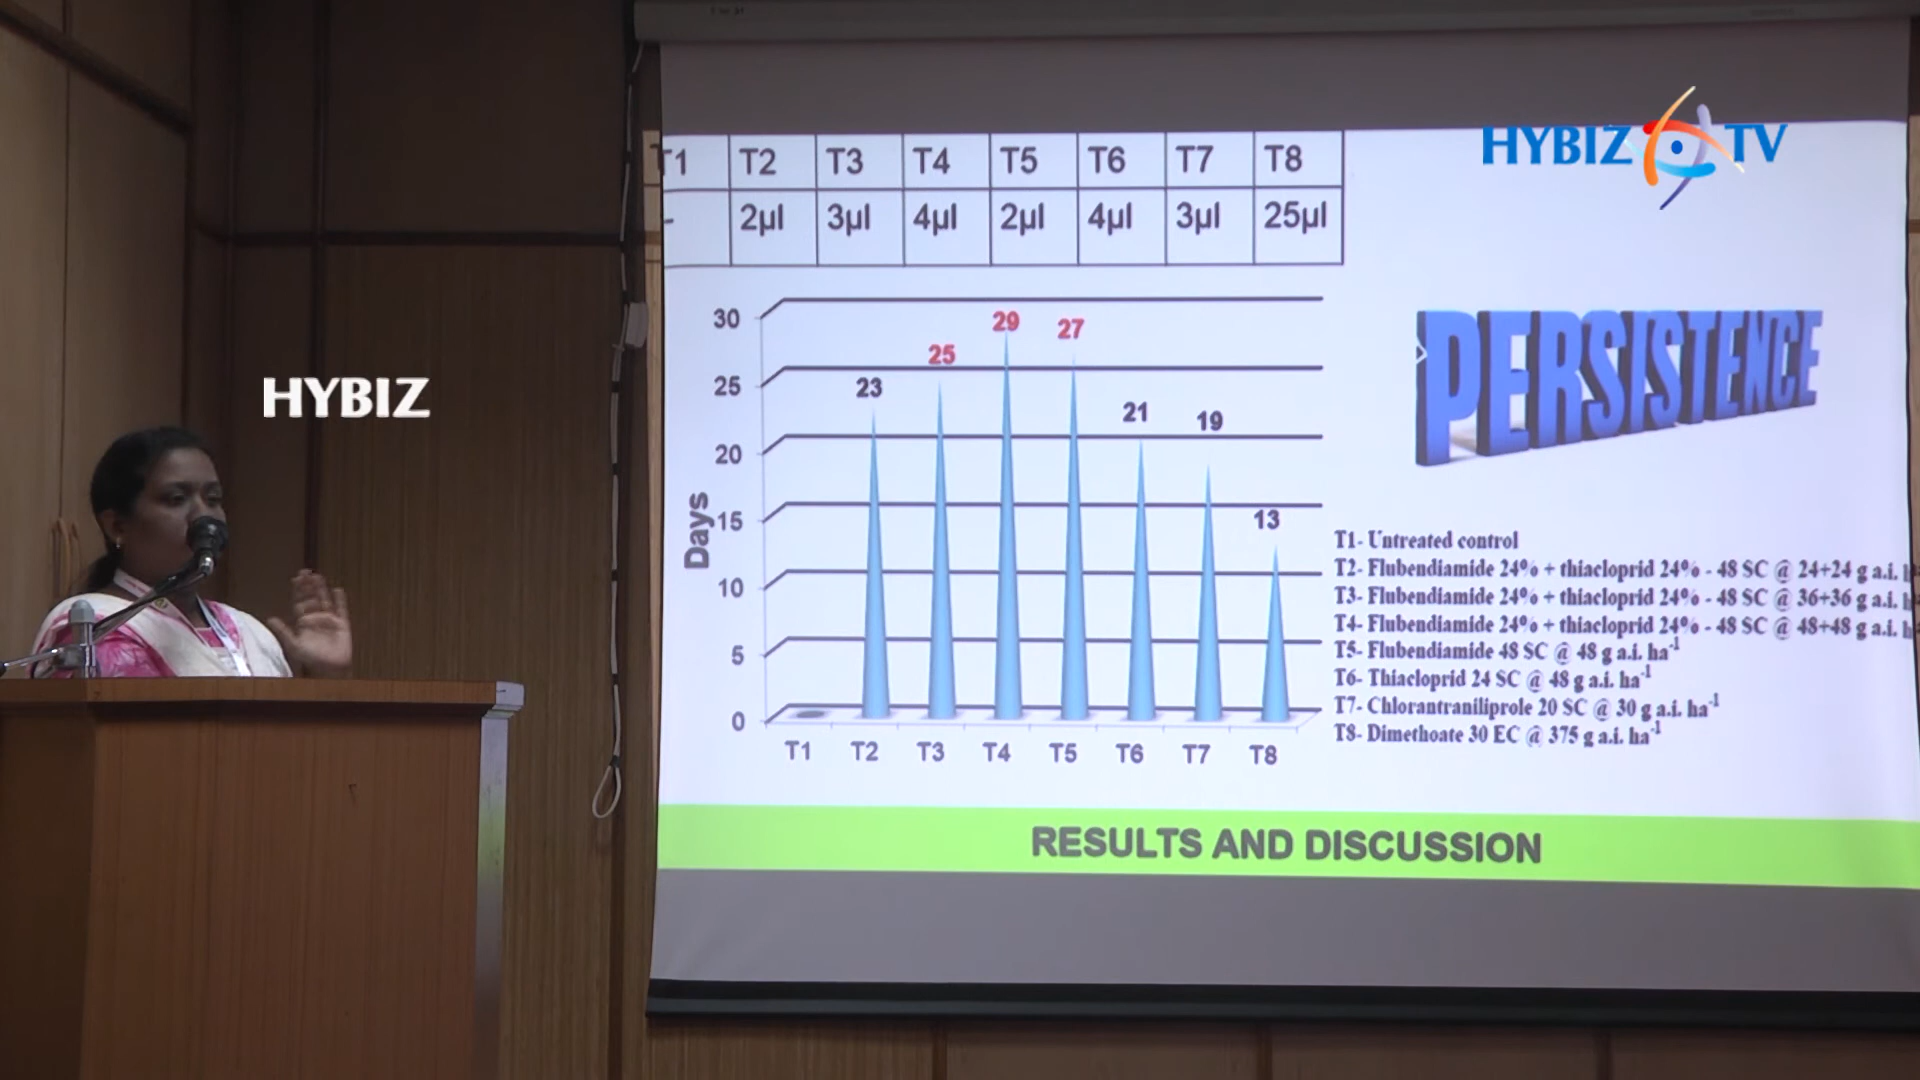 HYBIZ TV
T1 T2 T3 T4 T5 T6 T7 T8
- 2µl 3µl 4µl 2µl 4µl 3µl 25µl
PERSISTENCE
30
25
20
15
10
5
0
Days
23
25
29
27
21
19
13
T1 T2 T3 T4 T5 T6 T7 T8
T1- Untreated control
T2- Flubendiamide 24% + thiacloprid 24% - 48 SC @ 24+24 g a.i.
T3- Flubendiamide 24% + thiacloprid 24% - 48 SC @ 36+36 g a.i.
T4- Flubendiamide 24% + thiacloprid 24% - 48 SC @ 48+48 g a.i.
T5- Flubendiamide 48 SC @ 48 g a.i. ha⁻¹
T6- Thiacloprid 24 SC @ 48 g a.i. ha⁻¹
T7- Chlorantraniliprole 20 SC @ 30 g a.i. ha⁻¹
T8- Dimethoate 30 EC @ 375 g a.i. ha⁻¹
RESULTS AND DISCUSSION
HYBIZ